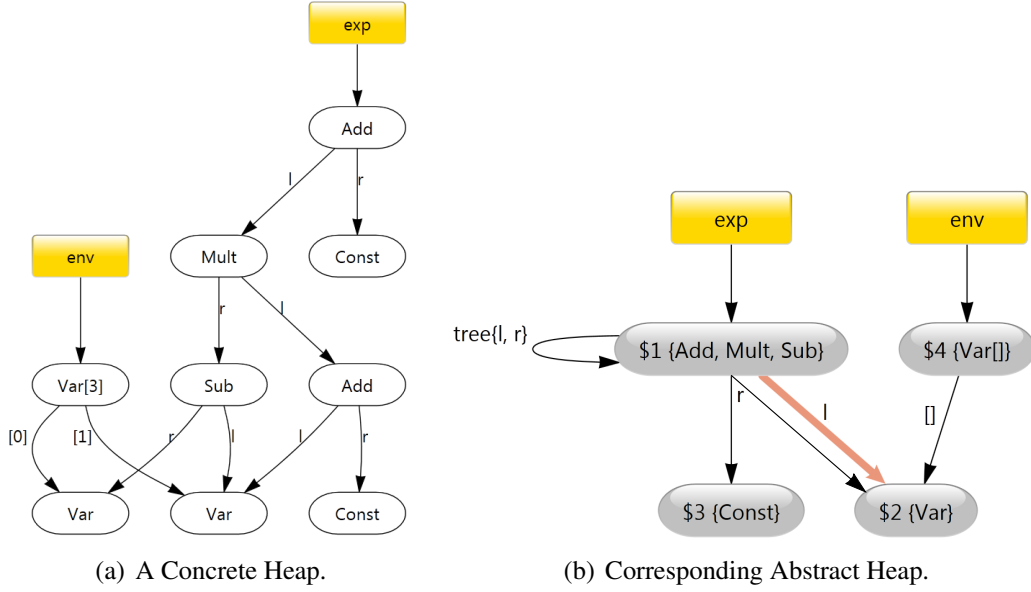 exp
Add
l
r
env
Mult
Const
r
l
Var[3]
Sub
Add
[0]
[1]
r
l
l
r
Var
Var
Const
(a) A Concrete Heap.
exp
env
tree{l, r}
$1 {Add, Mult, Sub}
$4 {Var[]}
r
l
[]
$3 {Const}
$2 {Var}
(b) Corresponding Abstract Heap.